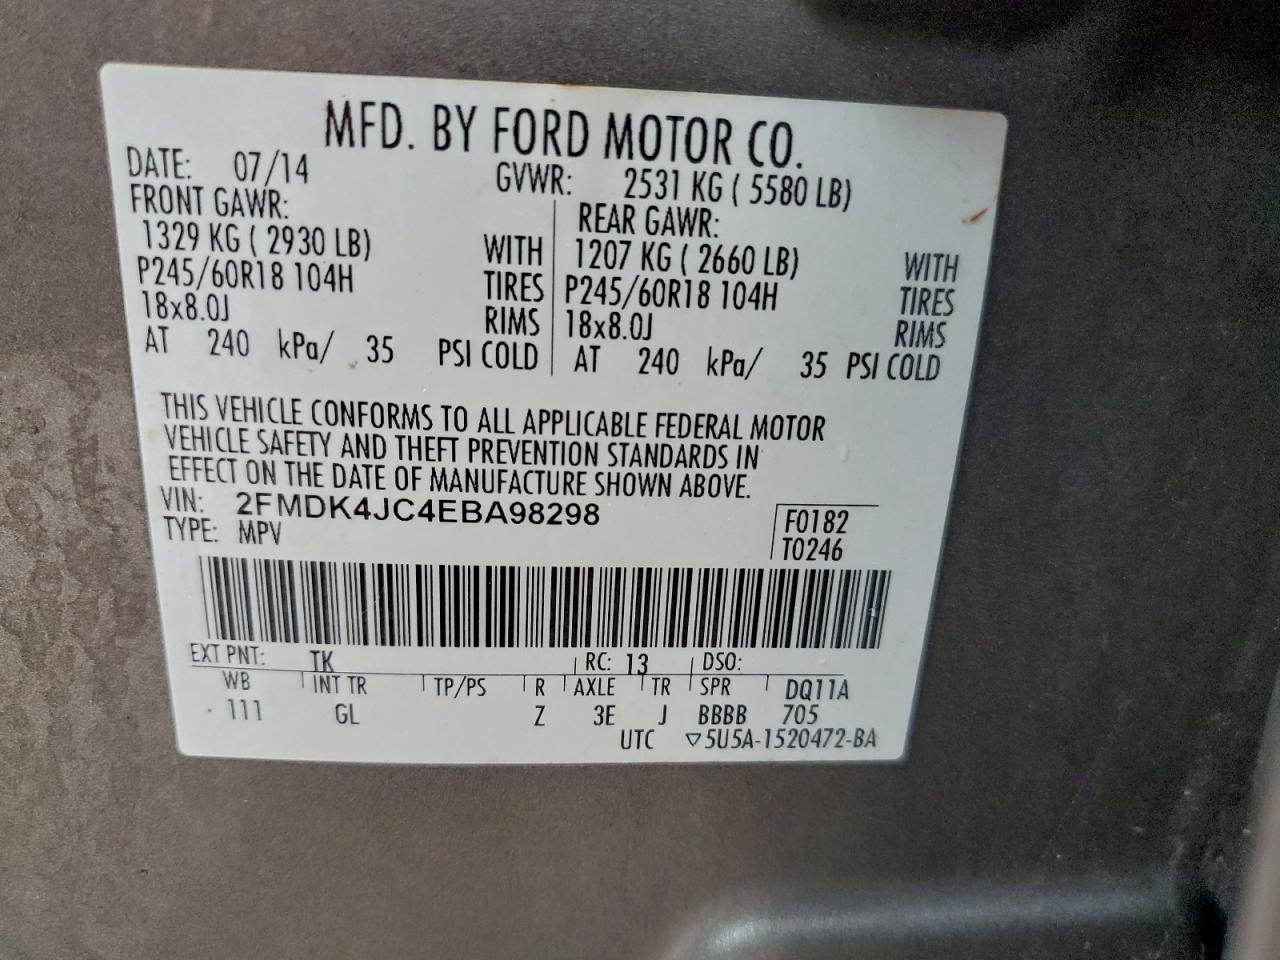 MFD. BY FORD MOTOR CO.
DATE: 07/14 GVWR: 2531 KG ( 5580 LB)
FRONT GAWR: REAR GAWR:
1329 KG ( 2930 LB) WITH 1207 KG ( 2660 LB) WITH
P245/60R18 104H TIRES P245/60R18 104H TIRES
18x8.0J RIMS 18x8.0J RIMS
AT 240 kPa/ 35 PSI COLD AT 240 kPa/ 35 PSI COLD
THIS VEHICLE CONFORMS TO ALL APPLICABLE FEDERAL MOTOR
VEHICLE SAFETY AND THEFT PREVENTION STANDARDS IN
EFFECT ON THE DATE OF MANUFACTURE SHOWN ABOVE.
VIN: 2FMDK4JC4EBA98298
TYPE: MPV
F0182
T0246
EXT PNT: TK RC: 13 DSO:
WB INT TR TP/PS R AXLE TR SPR DQ11A
111 GL Z 3E J BBBB 705
UTC ▽5U5A-1520472-BA